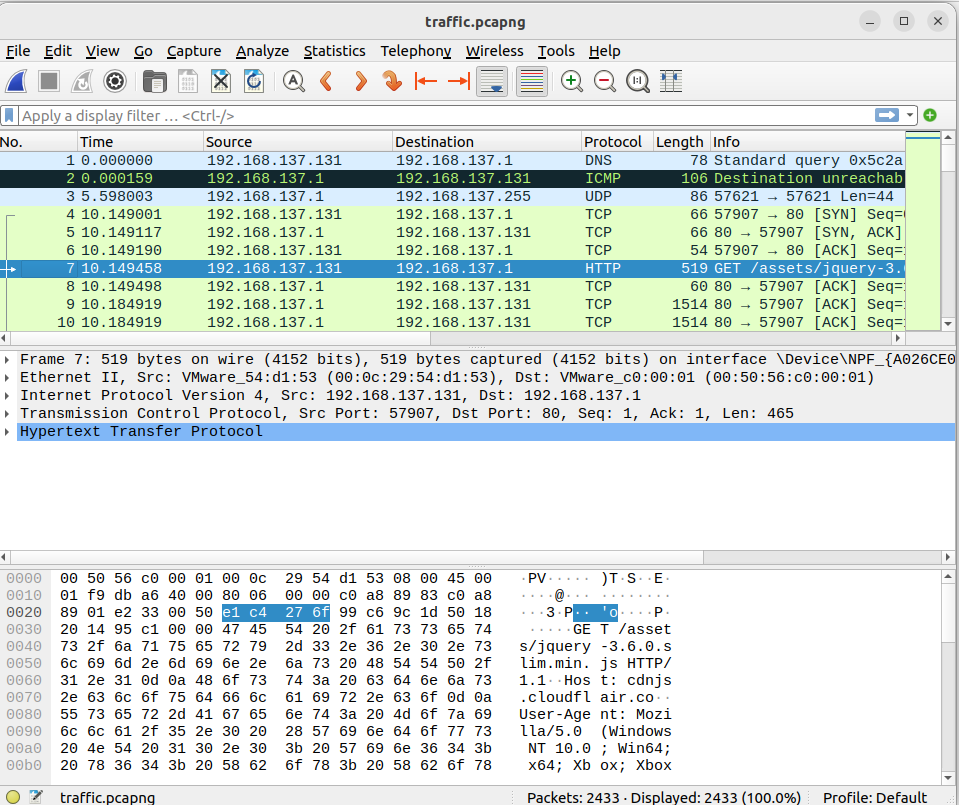 traffic.pcapng
File Edit View Go Capture Analyze Statistics Telephony Wireless Tools Help
Apply a display filter … <Ctrl-/>
No. Time Source Destination Protocol Length Info
1 0.000000 192.168.137.131 192.168.137.1 DNS 78 Standard query 0x5c2a
2 0.000159 192.168.137.1 192.168.137.131 ICMP 106 Destination unreachab
3 5.598003 192.168.137.1 192.168.137.255 UDP 86 57621 → 57621 Len=44
4 10.149001 192.168.137.131 192.168.137.1 TCP 66 57907 → 80 [SYN] Seq=
5 10.149117 192.168.137.1 192.168.137.131 TCP 66 80 → 57907 [SYN, ACK]
6 10.149190 192.168.137.131 192.168.137.1 TCP 54 57907 → 80 [ACK] Seq=
7 10.149458 192.168.137.131 192.168.137.1 HTTP 519 GET /assets/jquery-3.
8 10.149498 192.168.137.1 192.168.137.131 TCP 60 80 → 57907 [ACK] Seq=
9 10.184919 192.168.137.1 192.168.137.131 TCP 1514 80 → 57907 [ACK] Seq=
10 10.184919 192.168.137.1 192.168.137.131 TCP 1514 80 → 57907 [ACK] Seq=
Frame 7: 519 bytes on wire (4152 bits), 519 bytes captured (4152 bits) on interface \Device\NPF_{A026CE0
Ethernet II, Src: VMware_54:d1:53 (00:0c:29:54:d1:53), Dst: VMware_c0:00:01 (00:50:56:c0:00:01)
Internet Protocol Version 4, Src: 192.168.137.131, Dst: 192.168.137.1
Transmission Control Protocol, Src Port: 57907, Dst Port: 80, Seq: 1, Ack: 1, Len: 465
Hypertext Transfer Protocol
0000 00 50 56 c0 00 01 00 0c 29 54 d1 53 08 00 45 00 ·PV····· )T·S··E·
0010 01 f9 db a6 40 00 80 06 00 00 c0 a8 89 83 c0 a8 ····@··· ········
0020 89 01 e2 33 00 50 e1 c4 27 6f 99 c6 9c 1d 50 18 ···3·P·· 'o····P·
0030 20 14 95 c1 00 00 47 45 54 20 2f 61 73 73 65 74 ·····GE T /asset
0040 73 2f 6a 71 75 65 72 79 2d 33 2e 36 2e 30 2e 73 s/jquery -3.6.0.s
0050 6c 69 6d 2e 6d 69 6e 2e 6a 73 20 48 54 54 50 2f lim.min. js HTTP/
0060 31 2e 31 0d 0a 48 6f 73 74 3a 20 63 64 6e 6a 73 1.1··Hos t: cdnjs
0070 2e 63 6c 6f 75 64 66 6c 61 69 72 2e 63 6f 0d 0a .cloudfl air.co··
0080 55 73 65 72 2d 41 67 65 6e 74 3a 20 4d 6f 7a 69 User-Age nt: Mozi
0090 6c 6c 61 2f 35 2e 30 20 28 57 69 6e 64 6f 77 73 lla/5.0 (Windows
00a0 20 4e 54 20 31 30 2e 30 3b 20 57 69 6e 36 34 3b NT 10.0 ; Win64;
00b0 20 78 36 34 3b 20 58 62 6f 78 3b 20 58 62 6f 78 x64; Xb ox; Xbox
traffic.pcapng Packets: 2433 · Displayed: 2433 (100.0%) Profile: Default